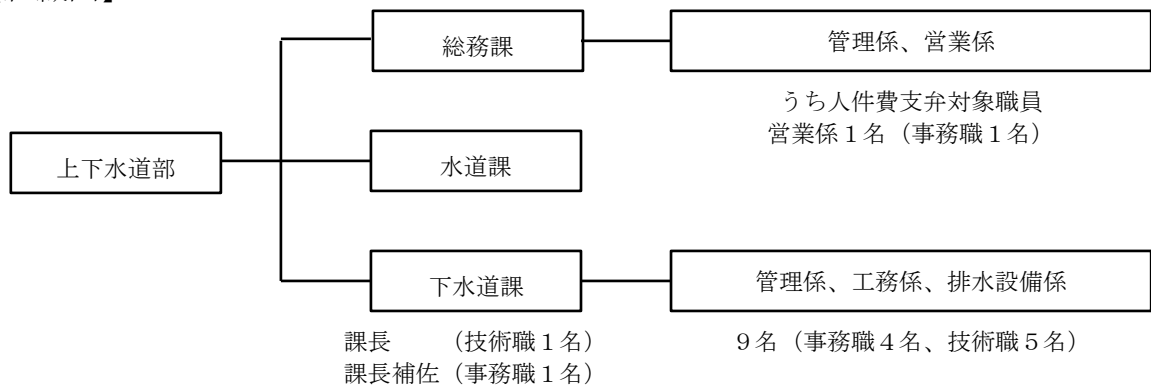 総務課
管理係、営業係
うち人件費支弁対象職員
営業係1名（事務職1名）
上下水道部
水道課
下水道課
管理係、工務係、排水設備係
課長　　（技術職1名）
課長補佐（事務職1名）
9名（事務職4名、技術職5名）